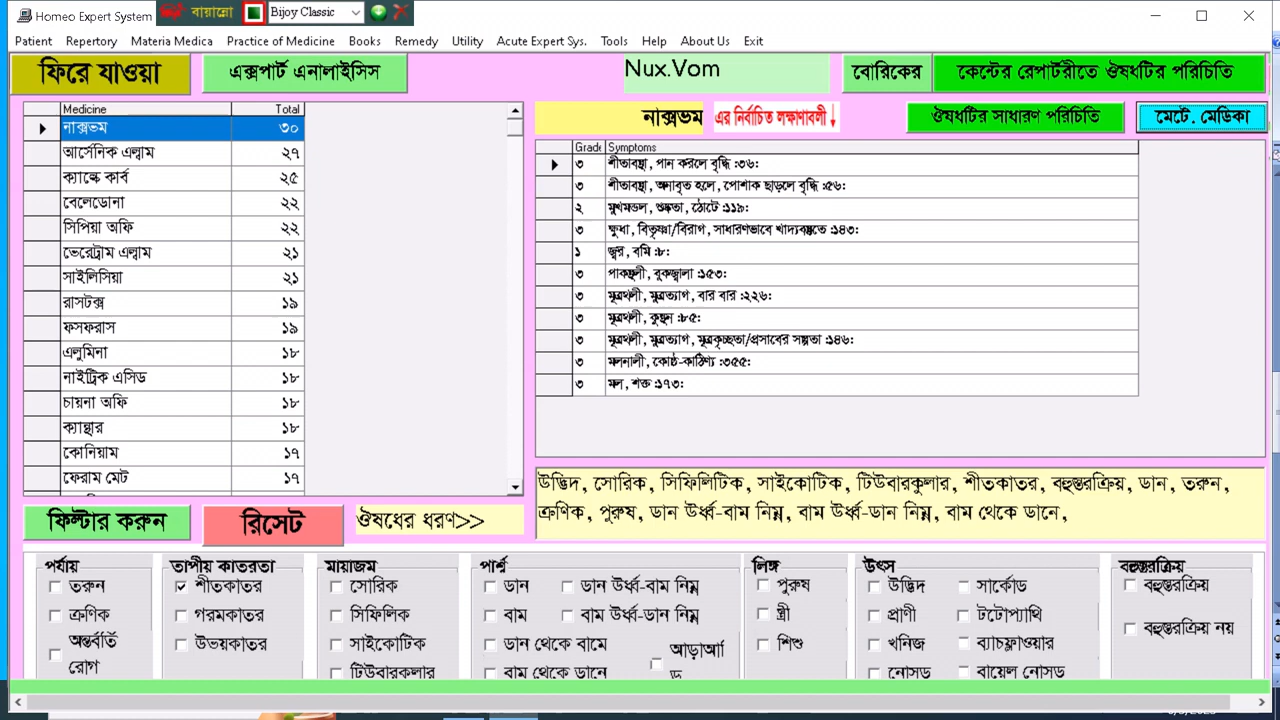 Homeo Expert System
বায়ান্নো
Bijoy Classic
Patient Repertory Materia Medica Practice of Medicine Books Remedy Utility Acute Expert Sys. Tools Help About Us Exit
ফিরে যাওয়া
এক্সপার্ট এনালাইসিস
Nux.Vom
বোরিকের
কেন্টের রেপার্টরীতে ঔষধটির পরিচিতি
নাক্সভম
এর নির্বাচিত লক্ষণাবলী
ঔষধটির সাধারণ পরিচিতি
মেটে. মেডিকা
Medicine Total
নাক্সভম ৩০
আর্সেনিক এল্বাম ২৭
ক্যাল্কে কার্ব ২৫
বেলেডোনা ২২
সিপিয়া অফি ২২
ভেরেট্রাম এল্বাম ২১
সাইলিসিয়া ২১
রাসটক্স ১৯
ফসফরাস ১৯
এলুমিনা ১৮
নাইট্রিক এসিড ১৮
চায়না অফি ১৮
ক্যান্থার ১৮
কোনিয়াম ১৭
ফেরাম মেট ১৭
Grade Symptoms
৩ শীতাবস্থা, পান করলে বৃদ্ধি :৩৬:
৩ শীতাবস্থা, অনাবৃত হলে, পোশাক ছাড়লে বৃদ্ধি :৫৬:
২ মুখমন্ডল, শুষ্কতা, ঠোটে :১১৯:
৩ ক্ষুধা, বিতৃষ্ণা/বিরাগ, সাধারণভাবে খাদ্যবস্তুতে :১৪৩:
১ জ্বর, বমি :৮:
৩ পাকস্থলী, বুকজ্বালা :১৫৩:
৩ মুত্রথলী, মুত্রত্যাগ, বার বার :২২৬:
৩ মূত্রথলী, কুন্থন :৮৫:
৩ মুত্রথলী, মুত্রত্যাগ, মুত্রকৃচ্ছতা/প্রসাবের সল্পতা :১৪৬:
৩ মলনালী, কোষ্ঠ-কাঠিণ্য :৩৫৫:
৩ মল, শক্ত :১৭৩:
উদ্ভিদ, সোরিক, সিফিলিটিক, সাইকোটিক, টিউবারকুলার, শীতকাতর, বহুস্তরক্রিয়, ডান, তরুন,
ক্রণিক, পুরুষ, ডান উর্ধ্ব-বাম নিম্ন, বাম উর্ধ্ব-ডান নিম্ন, বাম থেকে ডানে,
ফিল্টার করুন
রিসেট
ঔষধের ধরণ>>
পর্যায় তাপীয় কাতরতা মায়াজম পার্শ্ব লিঙ্গ উৎস বহুস্তরক্রিয়
তরুন শীতকাতর সোরিক ডান ডান উর্ধ্ব-বাম নিম্ন পুরুষ উদ্ভিদ সার্কোড বহুস্তরক্রিয়
ক্রণিক গরমকাতর সিফিলিক বাম বাম উর্ধ্ব-ডান নিম্ন স্ত্রী প্রাণী টটোপ্যাথি বহুস্তরক্রিয় নয়
অন্তর্বর্তি রোগ উভয়কাতর সাইকোটিক ডান থেকে বামে শিশু খনিজ ব্যাচফ্লাওয়ার
টিউবারকুলার বাম থেকে ডানে নোসড বায়েল নোসড